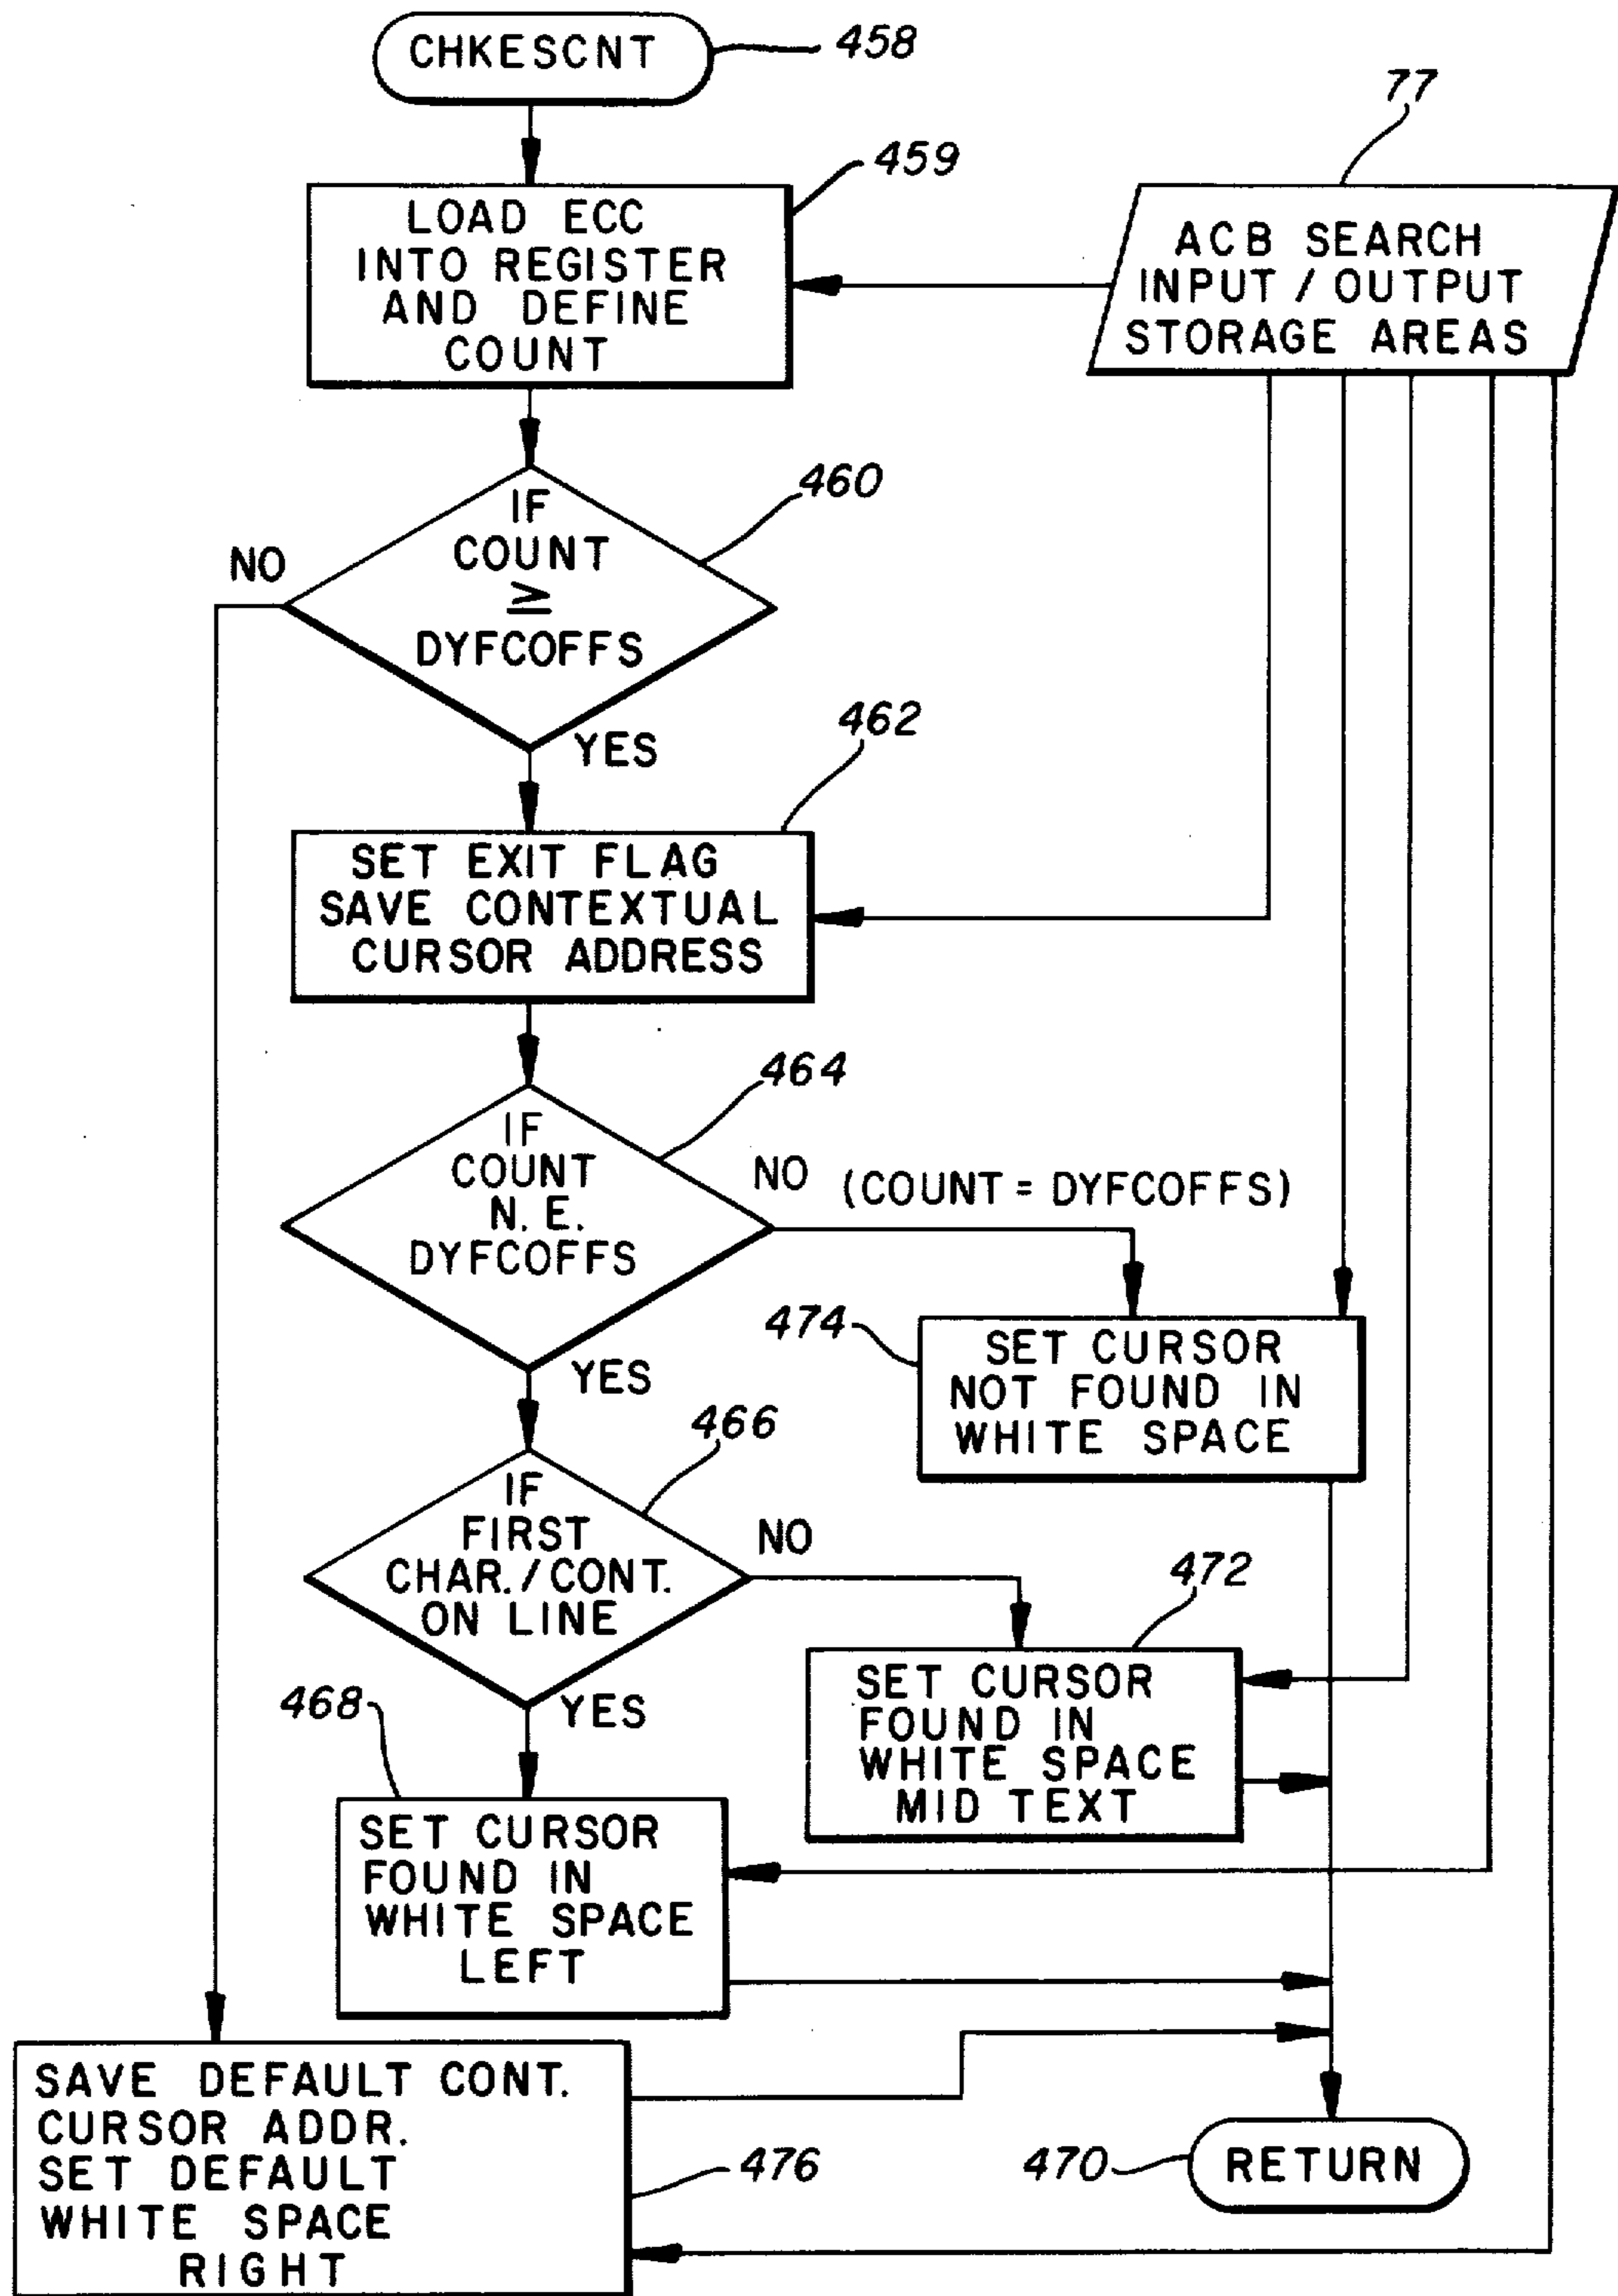 CHKESCNT
458
77
459
LOAD ECC
INTO REGISTER
AND DEFINE
COUNT
ACB SEARCH
INPUT / OUTPUT
STORAGE AREAS
460
IF
COUNT
≥
DYFCOFFS
NO
YES
462
SET EXIT FLAG
SAVE CONTEXTUAL
CURSOR ADDRESS
464
IF
COUNT
N. E.
DYFCOFFS
NO (COUNT = DYFCOFFS)
YES
474
SET CURSOR
NOT FOUND IN
WHITE SPACE
466
IF
FIRST
CHAR./CONT.
ON LINE
NO
YES
472
SET CURSOR
FOUND IN
WHITE SPACE
MID TEXT
468
SET CURSOR
FOUND IN
WHITE SPACE
LEFT
SAVE DEFAULT CONT.
CURSOR ADDR.
SET DEFAULT
WHITE SPACE
RIGHT
476
470
RETURN